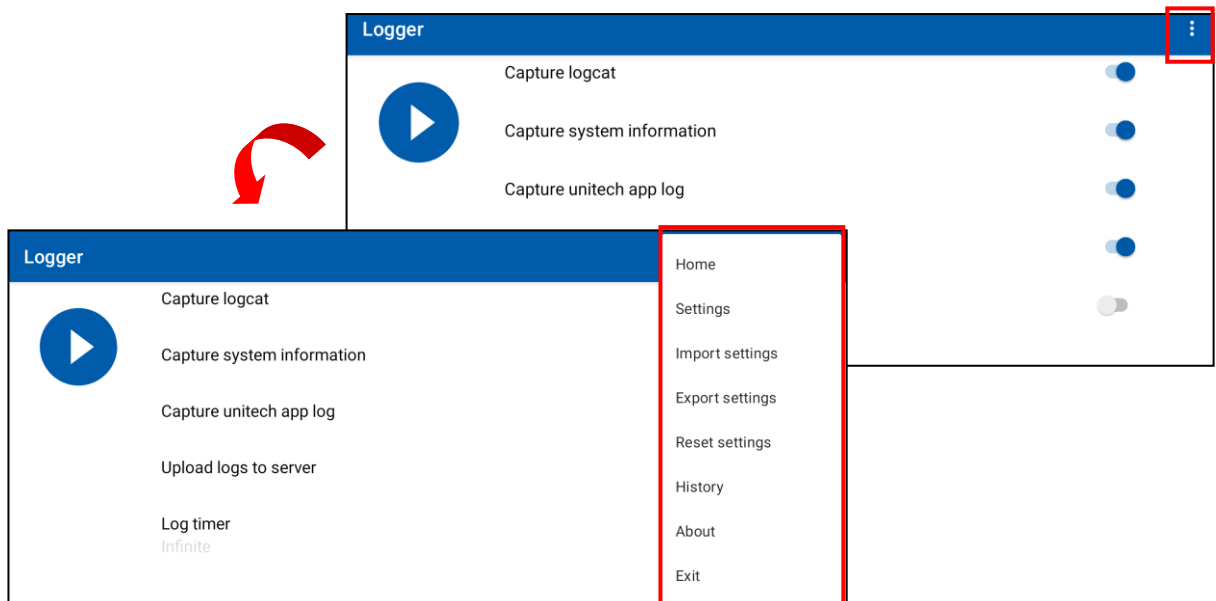 Logger
Capture logcat
Capture system information
Capture unitech app log
Logger
Capture logcat
Capture system information
Capture unitech app log
Upload logs to server
Log timer
Infinite
Home
Settings
Import settings
Export settings
Reset settings
History
About
Exit